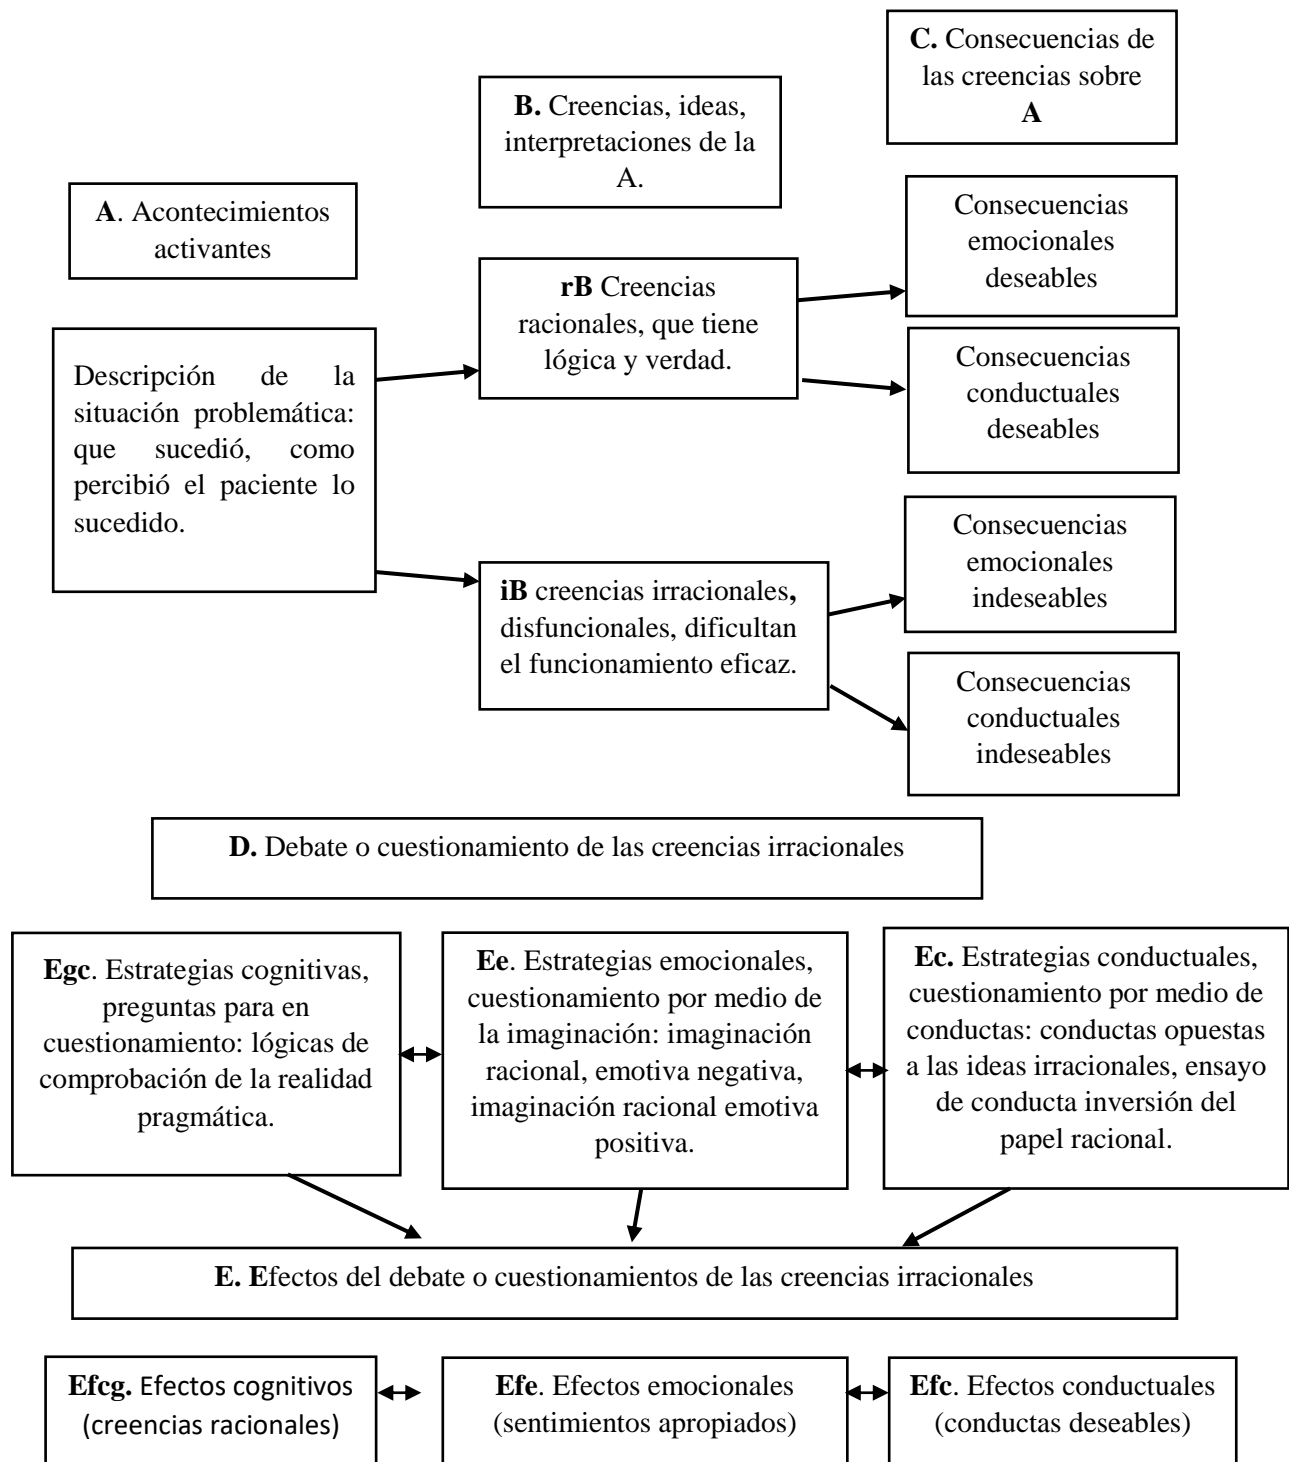 C. Consecuencias de
las creencias sobre
A
B. Creencias, ideas,
interpretaciones de la
A.
A. Acontecimientos
activantes
Consecuencias
emocionales
deseables
rB Creencias
racionales, que tiene
lógica y verdad.
Descripción de la
situación problemática:
que sucedió, como
percibió el paciente lo
sucedido.
Consecuencias
conductuales
deseables
Consecuencias
emocionales
indeseables
iB creencias irracionales,
disfuncionales, dificultan
el funcionamiento eficaz.
Consecuencias
conductuales
indeseables
D. Debate o cuestionamiento de las creencias irracionales
Egc. Estrategias cognitivas,
preguntas para en
cuestionamiento: lógicas de
comprobación de la realidad
pragmática.
Ee. Estrategias emocionales,
cuestionamiento por medio de
la imaginación: imaginación
racional, emotiva negativa,
imaginación racional emotiva
positiva.
Ec. Estrategias conductuales,
cuestionamiento por medio de
conductas: conductas opuestas
a las ideas irracionales, ensayo
de conducta inversión del
papel racional.
E. Efectos del debate o cuestionamientos de las creencias irracionales
Efcg. Efectos cognitivos
(creencias racionales)
Efe. Efectos emocionales
(sentimientos apropiados)
Efc. Efectos conductuales
(conductas deseables)